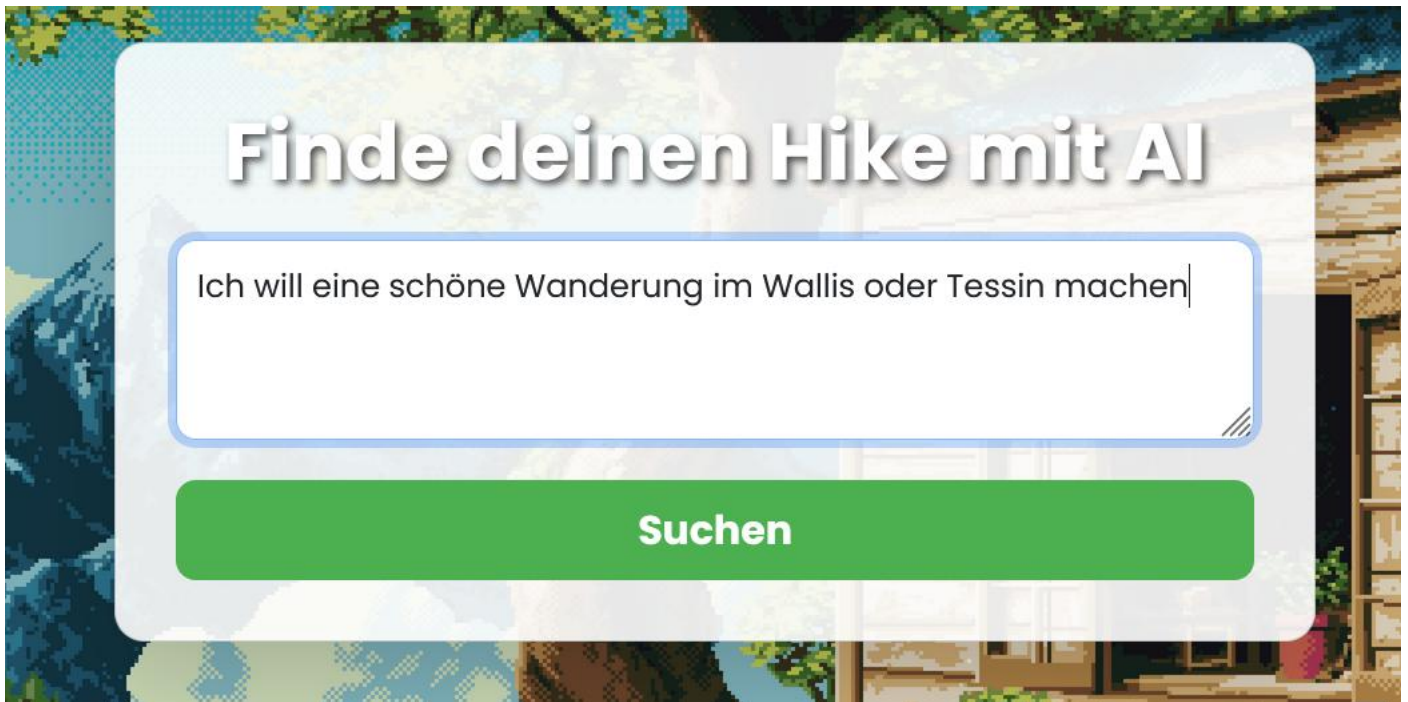 Finde deinen Hike mit AI
Ich will eine schöne Wanderung im Wallis oder Tessin machen
Suchen